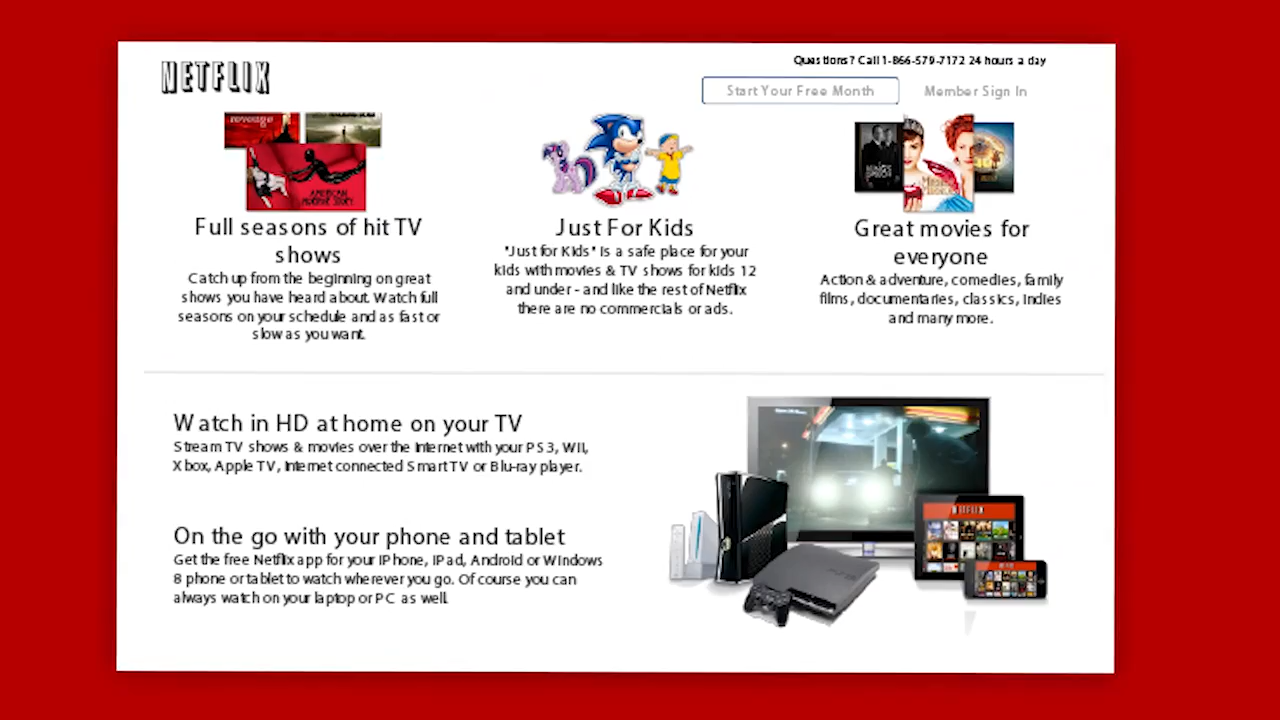 Questions? Call 1-866-579-7172 24 hours a day
NETFLIX
Start Your Free Month
Member Sign In
revenge
AMERICAN
HORROR STORY
Full seasons of hit TV
shows
Catch up from the beginning on great
shows you have heard about. Watch full
seasons on your schedule and as fast or
slow as you want.
Just For Kids
"Just for Kids" is a safe place for your
kids with movies & TV shows for kids 12
and under - and like the rest of Netflix
there are no commercials or ads.
Great movies for
everyone
Action & adventure, comedies, family
films, documentaries, classics, indies
and many more.
Watch in HD at home on your TV
Stream TV shows & movies over the internet with your PS3, Wii,
Xbox, Apple TV, Internet connected Smart TV or Blu-ray player.
On the go with your phone and tablet
Get the free Netflix app for your iPhone, iPad, Android or Windows
8 phone or tablet to watch wherever you go. Of course you can
always watch on your laptop or PC as well.
NETFLIX